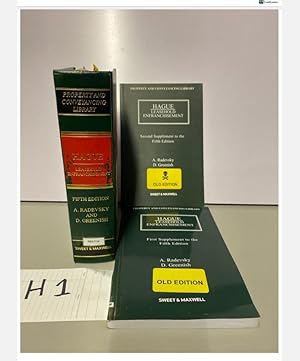 PROPERTY AND
CONVEYANCING
LIBRARY
HAGUE
LEASEHOLD
ENFRANCHISEMENT
FIFTH EDITION
A. RADEVSKY
AND
D. GREENISH
SWEET & MAXWELL
PROPERTY AND CONVEYANCING LIBRARY
HAGUE
LEASEHOLD
ENFRANCHISEMENT
Second Supplement to the
Fifth Edition
A. Radevsky
D. Greenish
OLD EDITION
SWEET & MAXWELL
PROPERTY AND CONVEYANCING LIBRARY
HAGUE
LEASEHOLD
ENFRANCHISEMENT
First Supplement to the
Fifth Edition
A. Radevsky
D. Greenish
OLD EDITION
SWEET & MAXWELL
H1